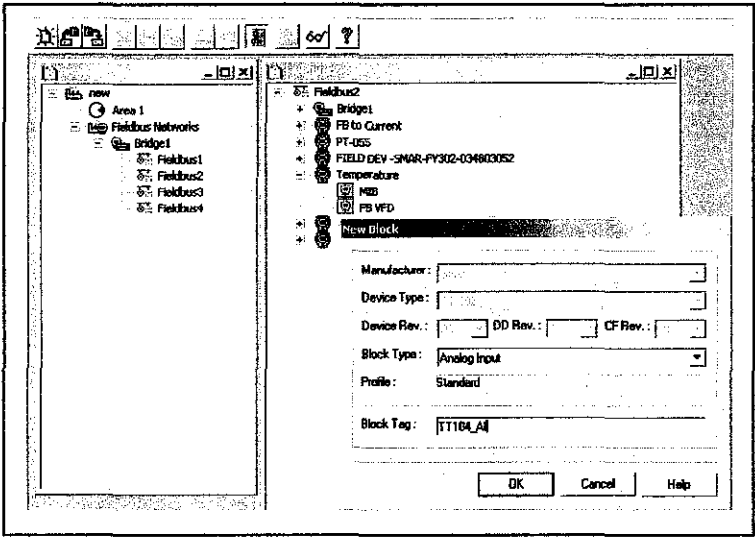 new
Area 1
Fieldbus Networks
Bridge1
Fieldbus1
Fieldbus2
Fieldbus3
Fieldbus4
Fieldbus2
Bridge1
FB to Current
PT-055
FIELD DEV -SMAR-FY302-034803052
Temperature
MIB
FB VFD
New Block
Manufacturer :
Device Type :
Device Rev. : DD Rev. : CF Rev. :
Block Type : Analog Input
Profile : Standard
Block Tag : TT104_AI
OK Cancel Help